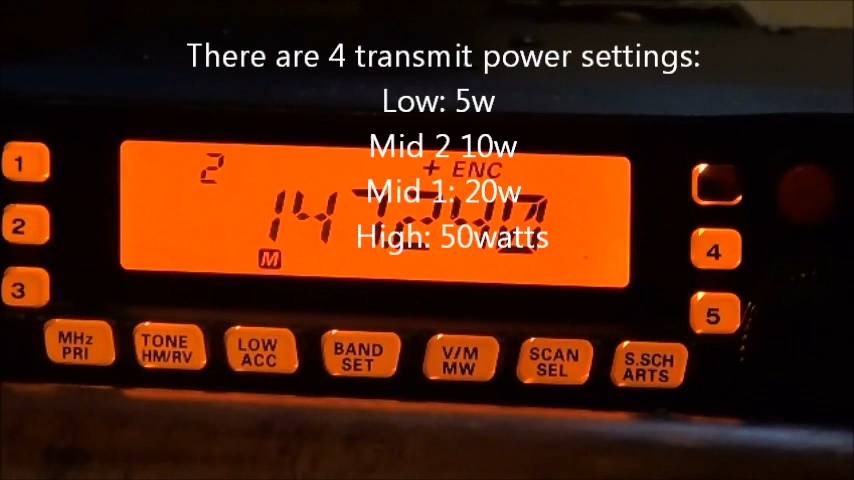 There are 4 transmit power settings:
Low: 5w
Mid 2 10w
Mid 1: 20w
High: 50watts
2
+ ENC
147240
M
1
2
3
4
5
MHz
PRI
TONE
HM/RV
LOW
ACC
BAND
SET
V/M
MW
SCAN
SEL
S.SCH
ARTS